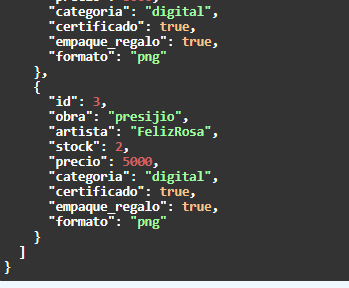 "categoria": "digital",
"certificado": true,
"empaque_regalo": true,
"formato": "png"
},
{
"id": 3,
"obra": "presijio",
"artista": "FelizRosa",
"stock": 2,
"precio": 5000,
"categoria": "digital",
"certificado": true,
"empaque_regalo": true,
"formato": "png"
}
]
}